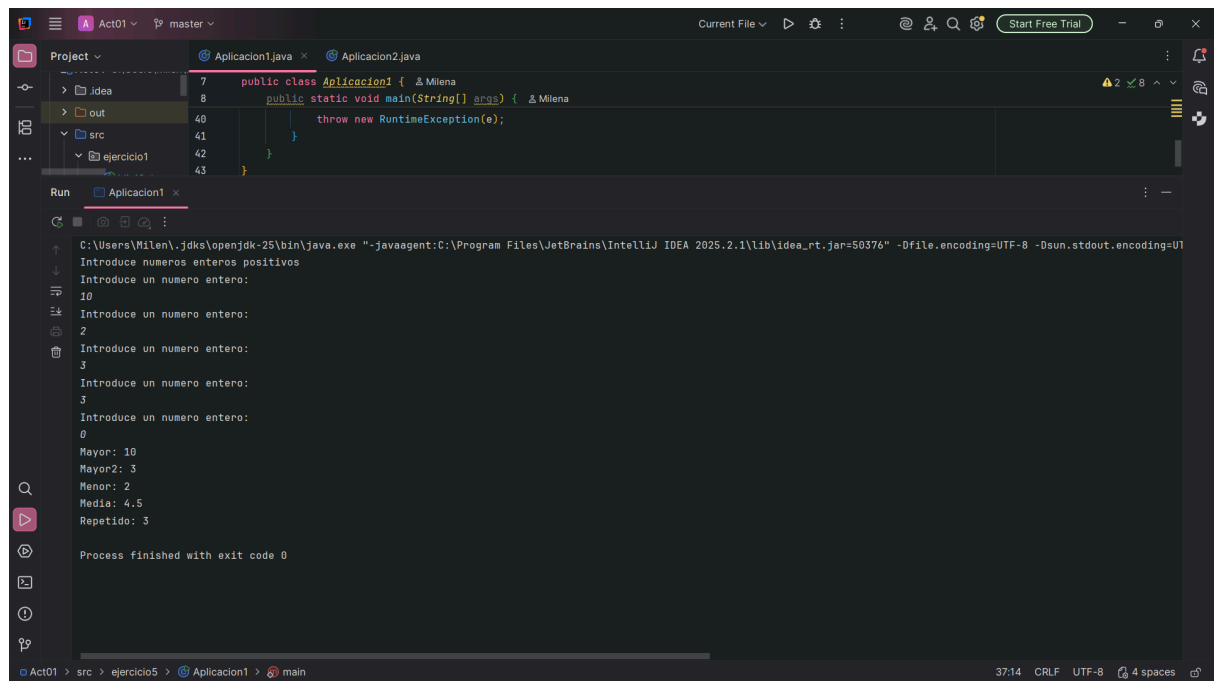 A Act01 master Current File Start Free Trial
Project Aplicacion1.java Aplicacion2.java
.idea
out
src
ejercicio1
7 public class Aplicacion1 { Milena
8 public static void main(String[] args) { Milena
40 throw new RuntimeException(e);
41 }
42 }
43 }
2 8
Run Aplicacion1
C:\Users\Milen\.jdks\openjdk-25\bin\java.exe "-javaagent:C:\Program Files\JetBrains\IntelliJ IDEA 2025.2.1\lib\idea_rt.jar=50376" -Dfile.encoding=UTF-8 -Dsun.stdout.encoding=UT
Introduce numeros enteros positivos
Introduce un numero entero:
10
Introduce un numero entero:
2
Introduce un numero entero:
3
Introduce un numero entero:
3
Introduce un numero entero:
0
Mayor: 10
Mayor2: 3
Menor: 2
Media: 4.5
Repetido: 3
Process finished with exit code 0
Act01 > src > ejercicio5 > Aplicacion1 > main 37:14 CRLF UTF-8 4 spaces